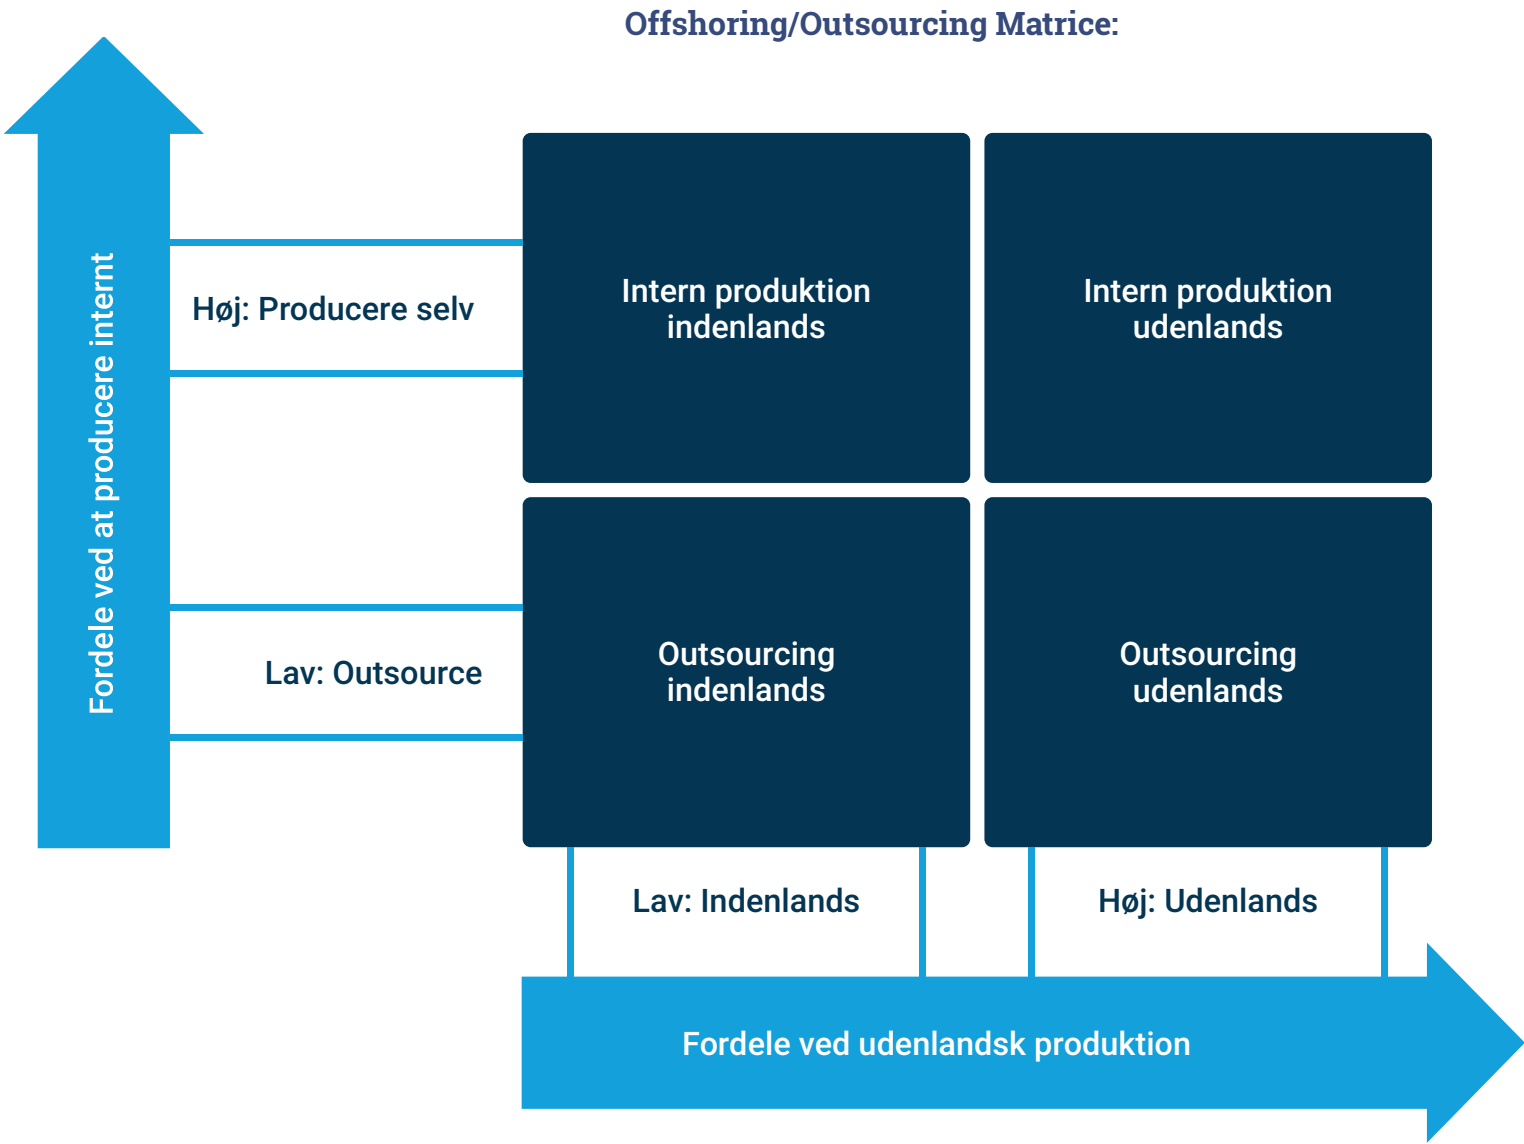 Offshoring/Outsourcing Matrice:
Fordele ved at producere internt
Høj: Producere selv
Intern produktion
indenlands
Intern produktion
udenlands
Lav: Outsource
Outsourcing
indenlands
Outsourcing
udenlands
Lav: Indenlands
Høj: Udenlands
Fordele ved udenlandsk produktion